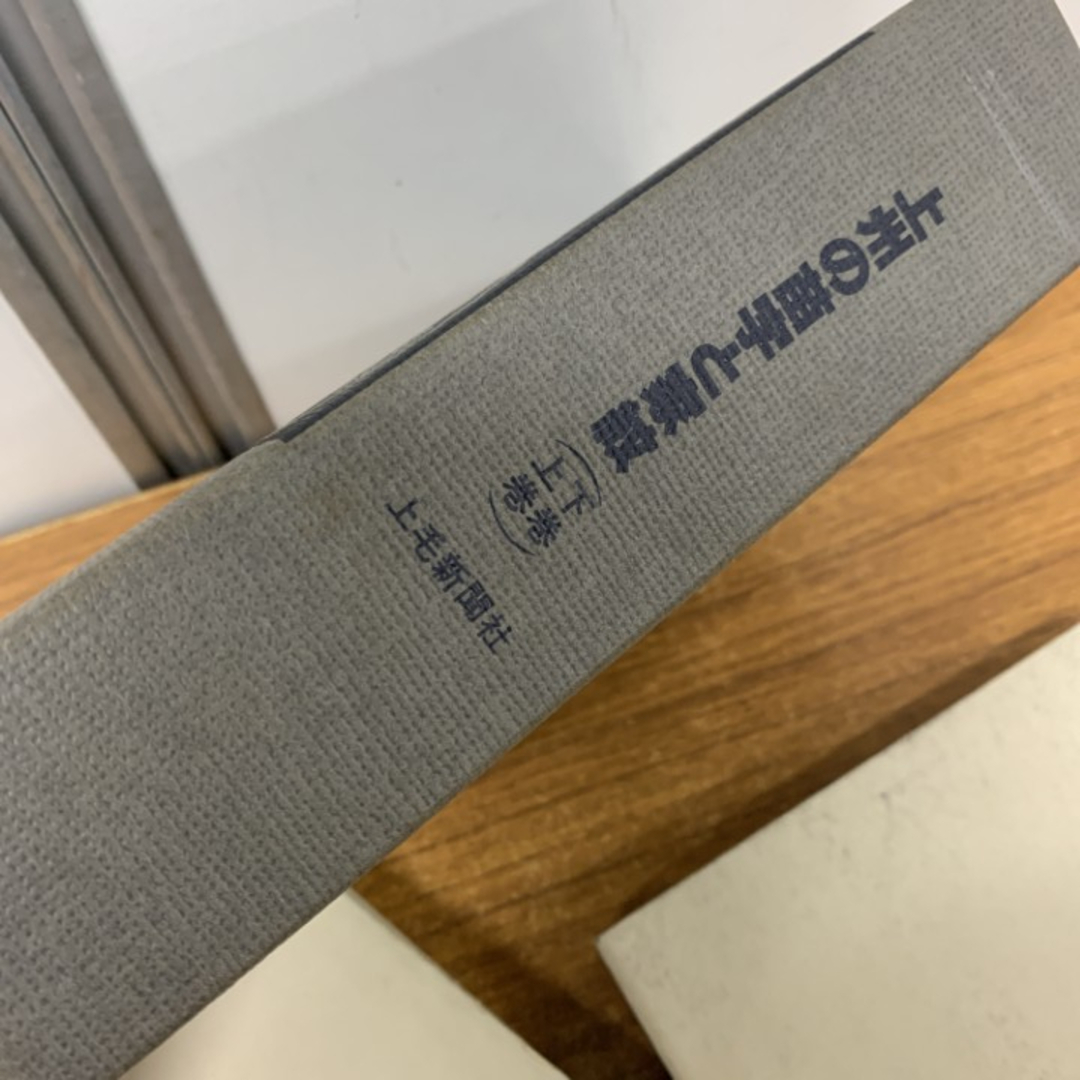 上州の苗字と家紋
（上巻
下巻）
上毛新聞社